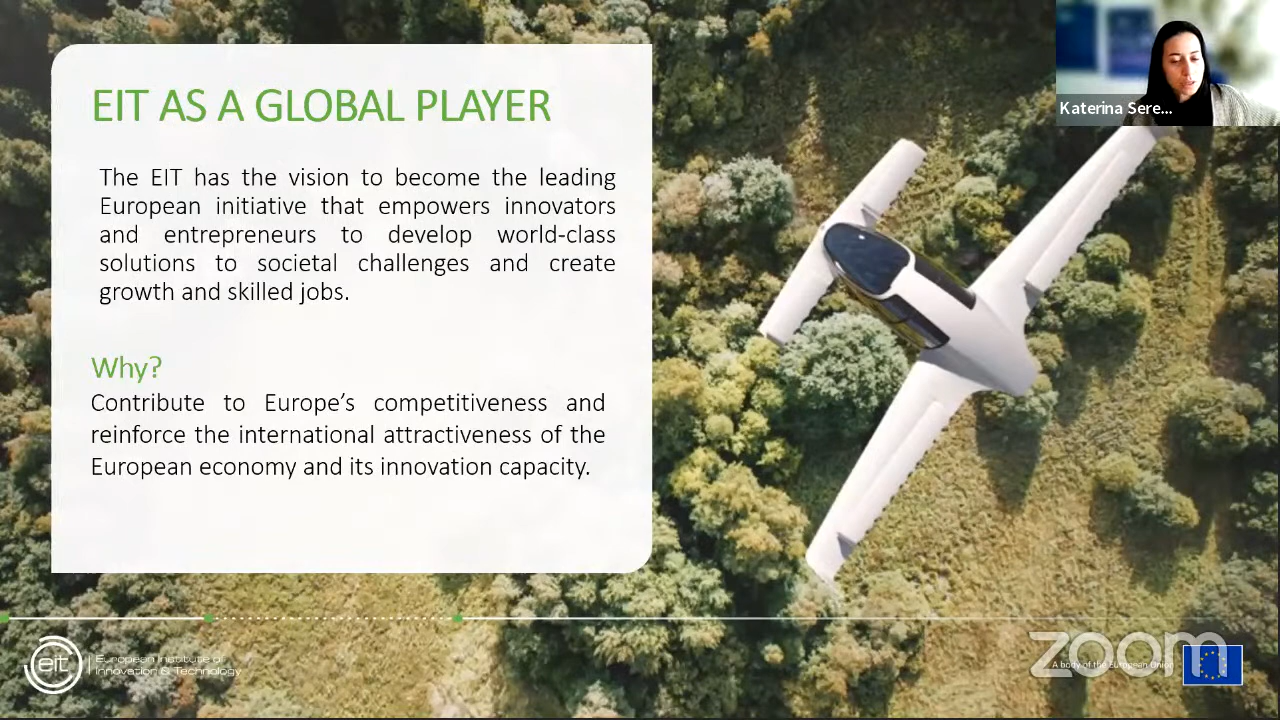 EIT AS A GLOBAL PLAYER
Katerina Sere...
The EIT has the vision to become the leading
European initiative that empowers innovators
and entrepreneurs to develop world-class
solutions to societal challenges and create
growth and skilled jobs.
Why?
Contribute to Europe's competitiveness and
reinforce the international attractiveness of the
European economy and its innovation capacity.
eit
European Institute of
Innovation & Technology
A body of the European Union
zoom